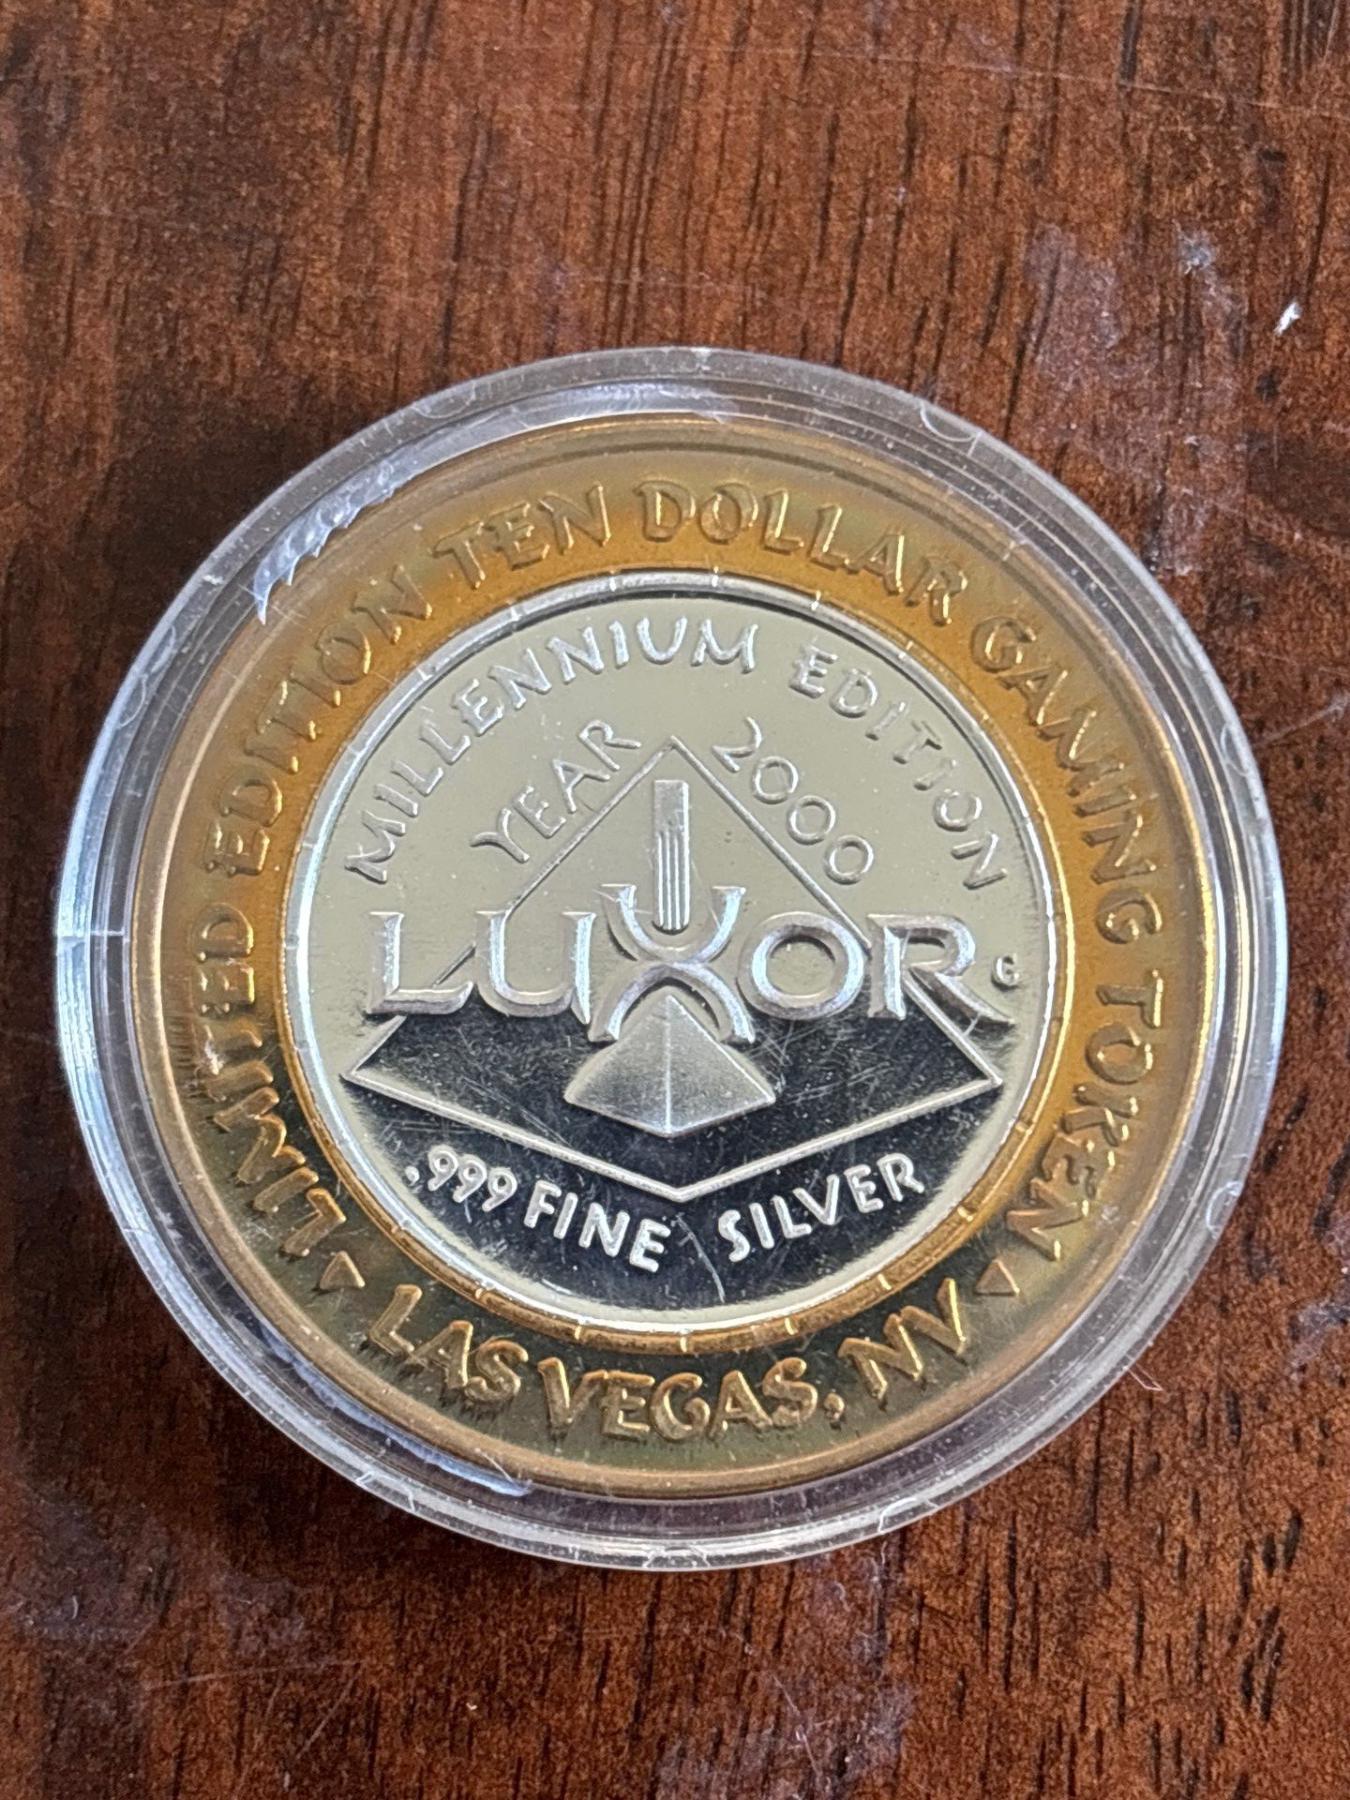 LIMITED EDITION TEN DOLLAR GAMING TOKEN
MILLENNIUM EDITION
YEAR 2000
LUXOR
G
.999 FINE SILVER
LAS VEGAS, NV